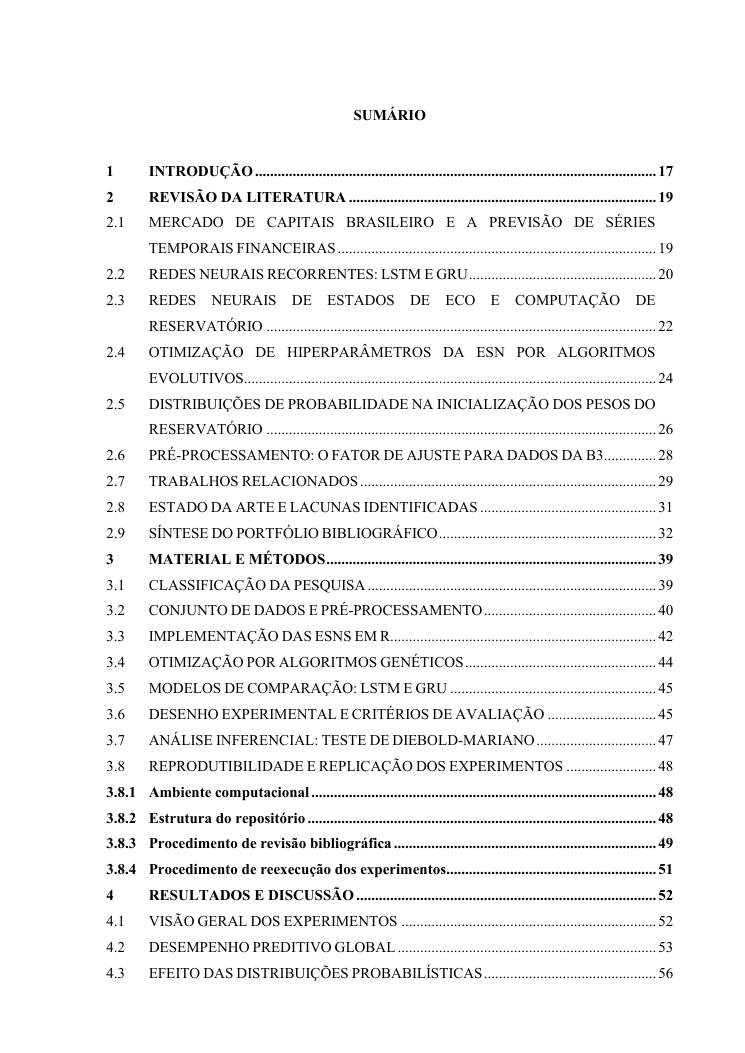 SUMÁRIO
1 INTRODUÇÃO ........ 17
2 REVISÃO DA LITERATURA ........ 19
2.1 MERCADO DE CAPITAIS BRASILEIRO E A PREVISÃO DE SÉRIES
TEMPORAIS FINANCEIRAS ........ 19
2.2 REDES NEURAIS RECORRENTES: LSTM E GRU ........ 20
2.3 REDES NEURAIS DE ESTADOS DE ECO E COMPUTAÇÃO DE
RESERVATÓRIO ........ 22
2.4 OTIMIZAÇÃO DE HIPERPARÂMETROS DA ESN POR ALGORITMOS
EVOLUTIVOS ........ 24
2.5 DISTRIBUIÇÕES DE PROBABILIDADE NA INICIALIZAÇÃO DOS PESOS DO
RESERVATÓRIO ........ 26
2.6 PRÉ-PROCESSAMENTO: O FATOR DE AJUSTE PARA DADOS DA B3 ........ 28
2.7 TRABALHOS RELACIONADOS ........ 29
2.8 ESTADO DA ARTE E LACUNAS IDENTIFICADAS ........ 31
2.9 SÍNTESE DO PORTFÓLIO BIBLIOGRÁFICO ........ 32
3 MATERIAL E MÉTODOS ........ 39
3.1 CLASSIFICAÇÃO DA PESQUISA ........ 39
3.2 CONJUNTO DE DADOS E PRÉ-PROCESSAMENTO ........ 40
3.3 IMPLEMENTAÇÃO DAS ESNS EM R ........ 42
3.4 OTIMIZAÇÃO POR ALGORITMOS GENÉTICOS ........ 44
3.5 MODELOS DE COMPARAÇÃO: LSTM E GRU ........ 45
3.6 DESENHO EXPERIMENTAL E CRITÉRIOS DE AVALIAÇÃO ........ 45
3.7 ANÁLISE INFERENCIAL: TESTE DE DIEBOLD-MARIANO ........ 47
3.8 REPRODUTIBILIDADE E REPLICAÇÃO DOS EXPERIMENTOS ........ 48
3.8.1 Ambiente computacional ........ 48
3.8.2 Estrutura do repositório ........ 48
3.8.3 Procedimento de revisão bibliográfica ........ 49
3.8.4 Procedimento de reexecução dos experimentos ........ 51
4 RESULTADOS E DISCUSSÃO ........ 52
4.1 VISÃO GERAL DOS EXPERIMENTOS ........ 52
4.2 DESEMPENHO PREDITIVO GLOBAL ........ 53
4.3 EFEITO DAS DISTRIBUIÇÕES PROBABILÍSTICAS ........ 56